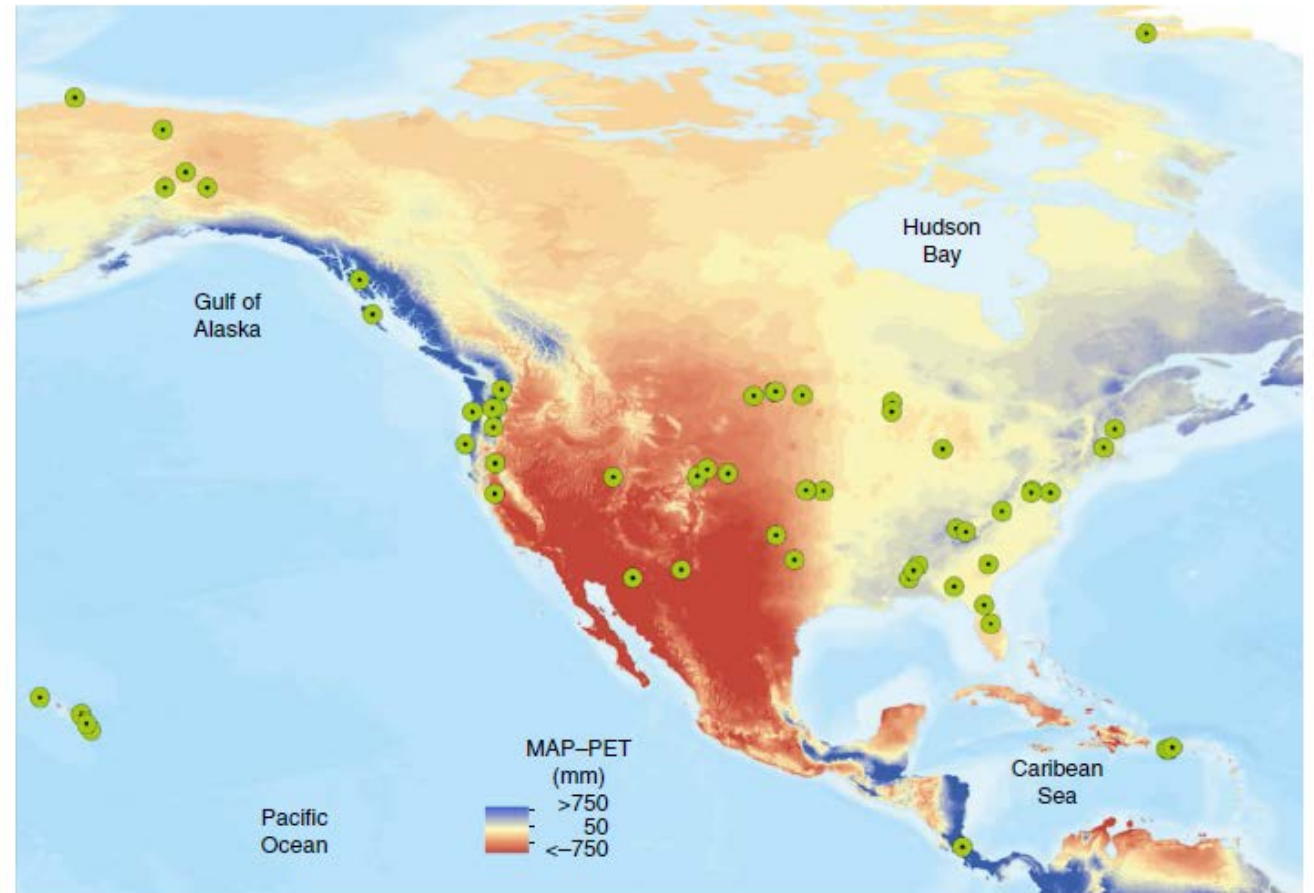 Hudson
Bay
Gulf of
Alaska
MAP–PET
(mm)
>750
50
<–750
Caribean
Sea
Pacific
Ocean